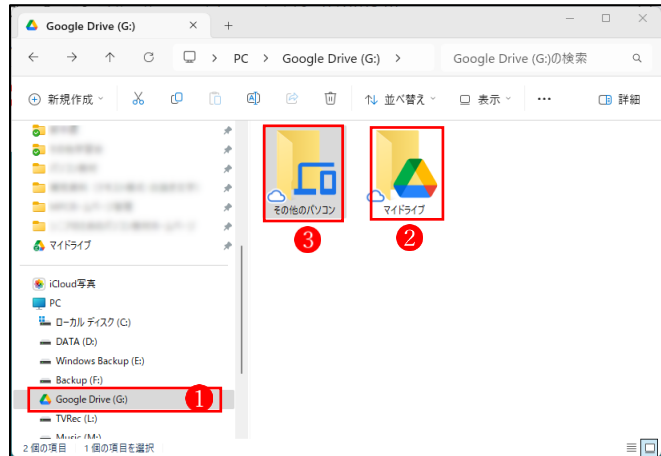 Google Drive (G:)
PC > Google Drive (G:) >
Google Drive (G:)の検索
新規作成
並べ替え
表示
詳細
マイドライブ
iCloud写真
PC
ローカル ディスク (C:)
DATA (D:)
Windows Backup (E:)
Backup (F:)
Google Drive (G:)
1
TVRec (L:)
Music (M:)
その他のパソコン
マイドライブ
3
2
2 個の項目 1 個の項目を選択